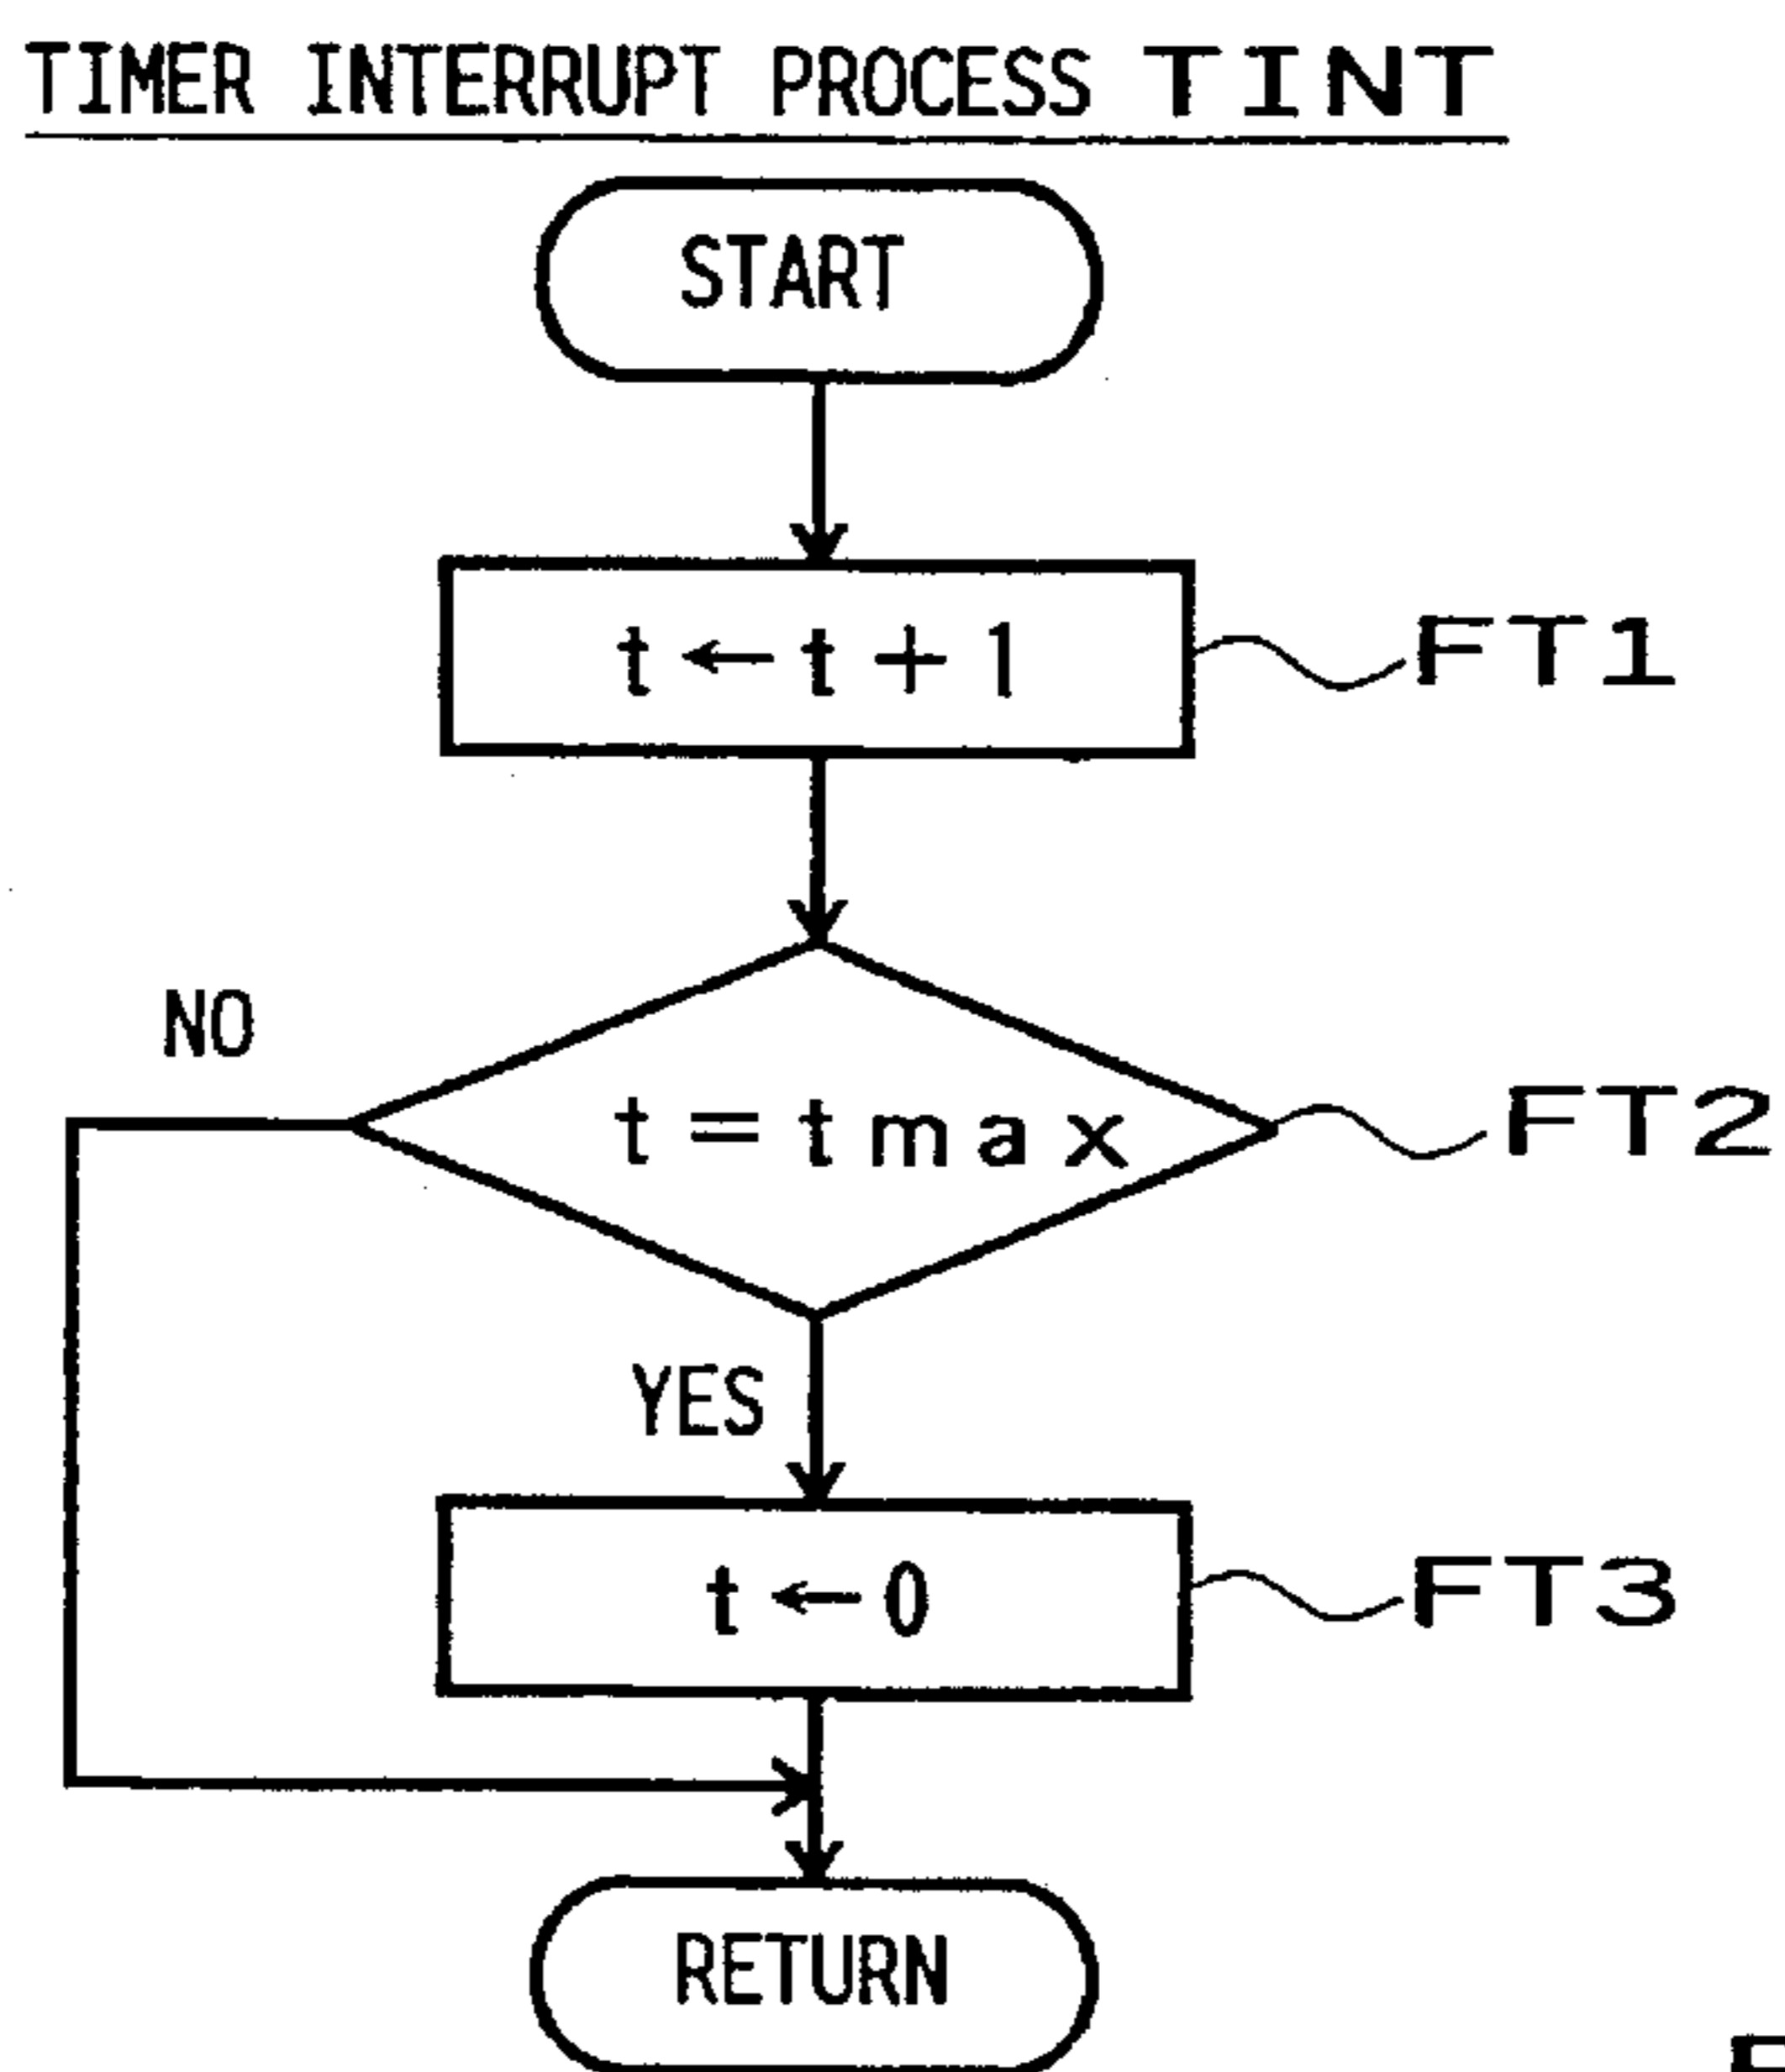 TIMER INTERRUPT PROCESS TINT
START
t←t+1
FT1
NO
t=tmax
FT2
YES
t←0
FT3
RETURN